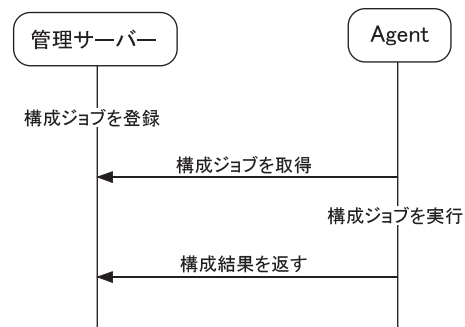 管理サーバー
Agent
構成ジョブを登録
構成ジョブを取得
構成ジョブを実行
構成結果を返す